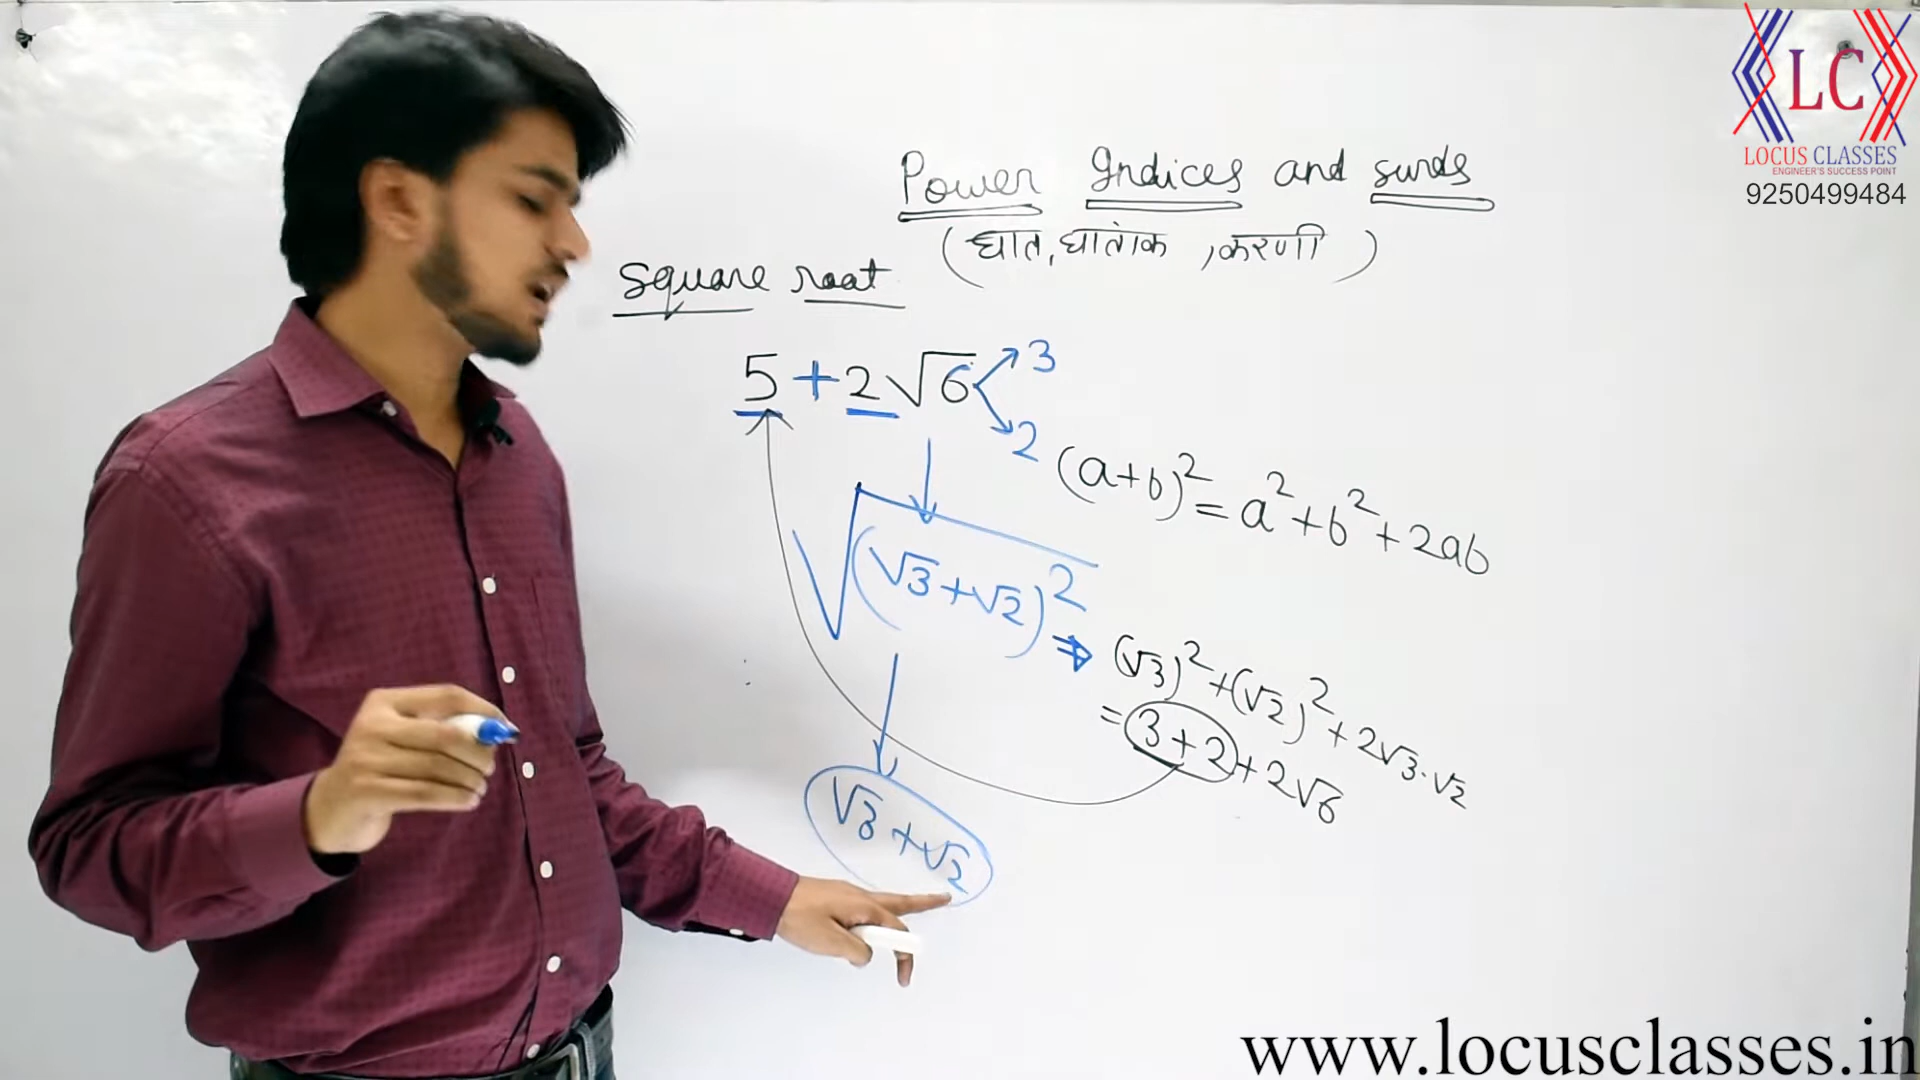 LC
LOCUS CLASSES
ENGINEER'S SUCCESS POINT
9250499484
Power Indices and surds
(घात, घातांक, करणी)
Square root
5 + 2√6
3
2
(a+b)² = a² + b² + 2ab
√(√3+√2)²
⇒ (√3)² + (√2)² + 2√3·√2
= 3+2 + 2√6
√3 + √2
www.locusclasses.in